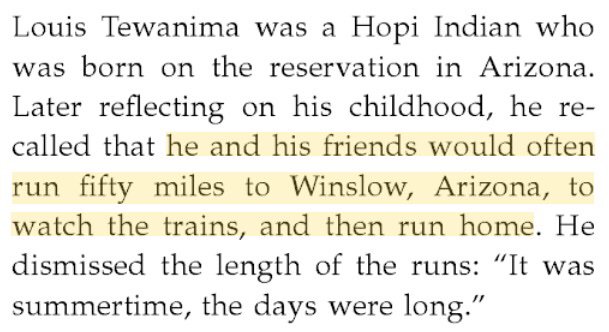 Louis Tewanima was a Hopi Indian who
was born on the reservation in Arizona.
Later reflecting on his childhood, he re-
called that he and his friends would often
run fifty miles to Winslow, Arizona, to
watch the trains, and then run home. He
dismissed the length of the runs: “It was
summertime, the days were long.”